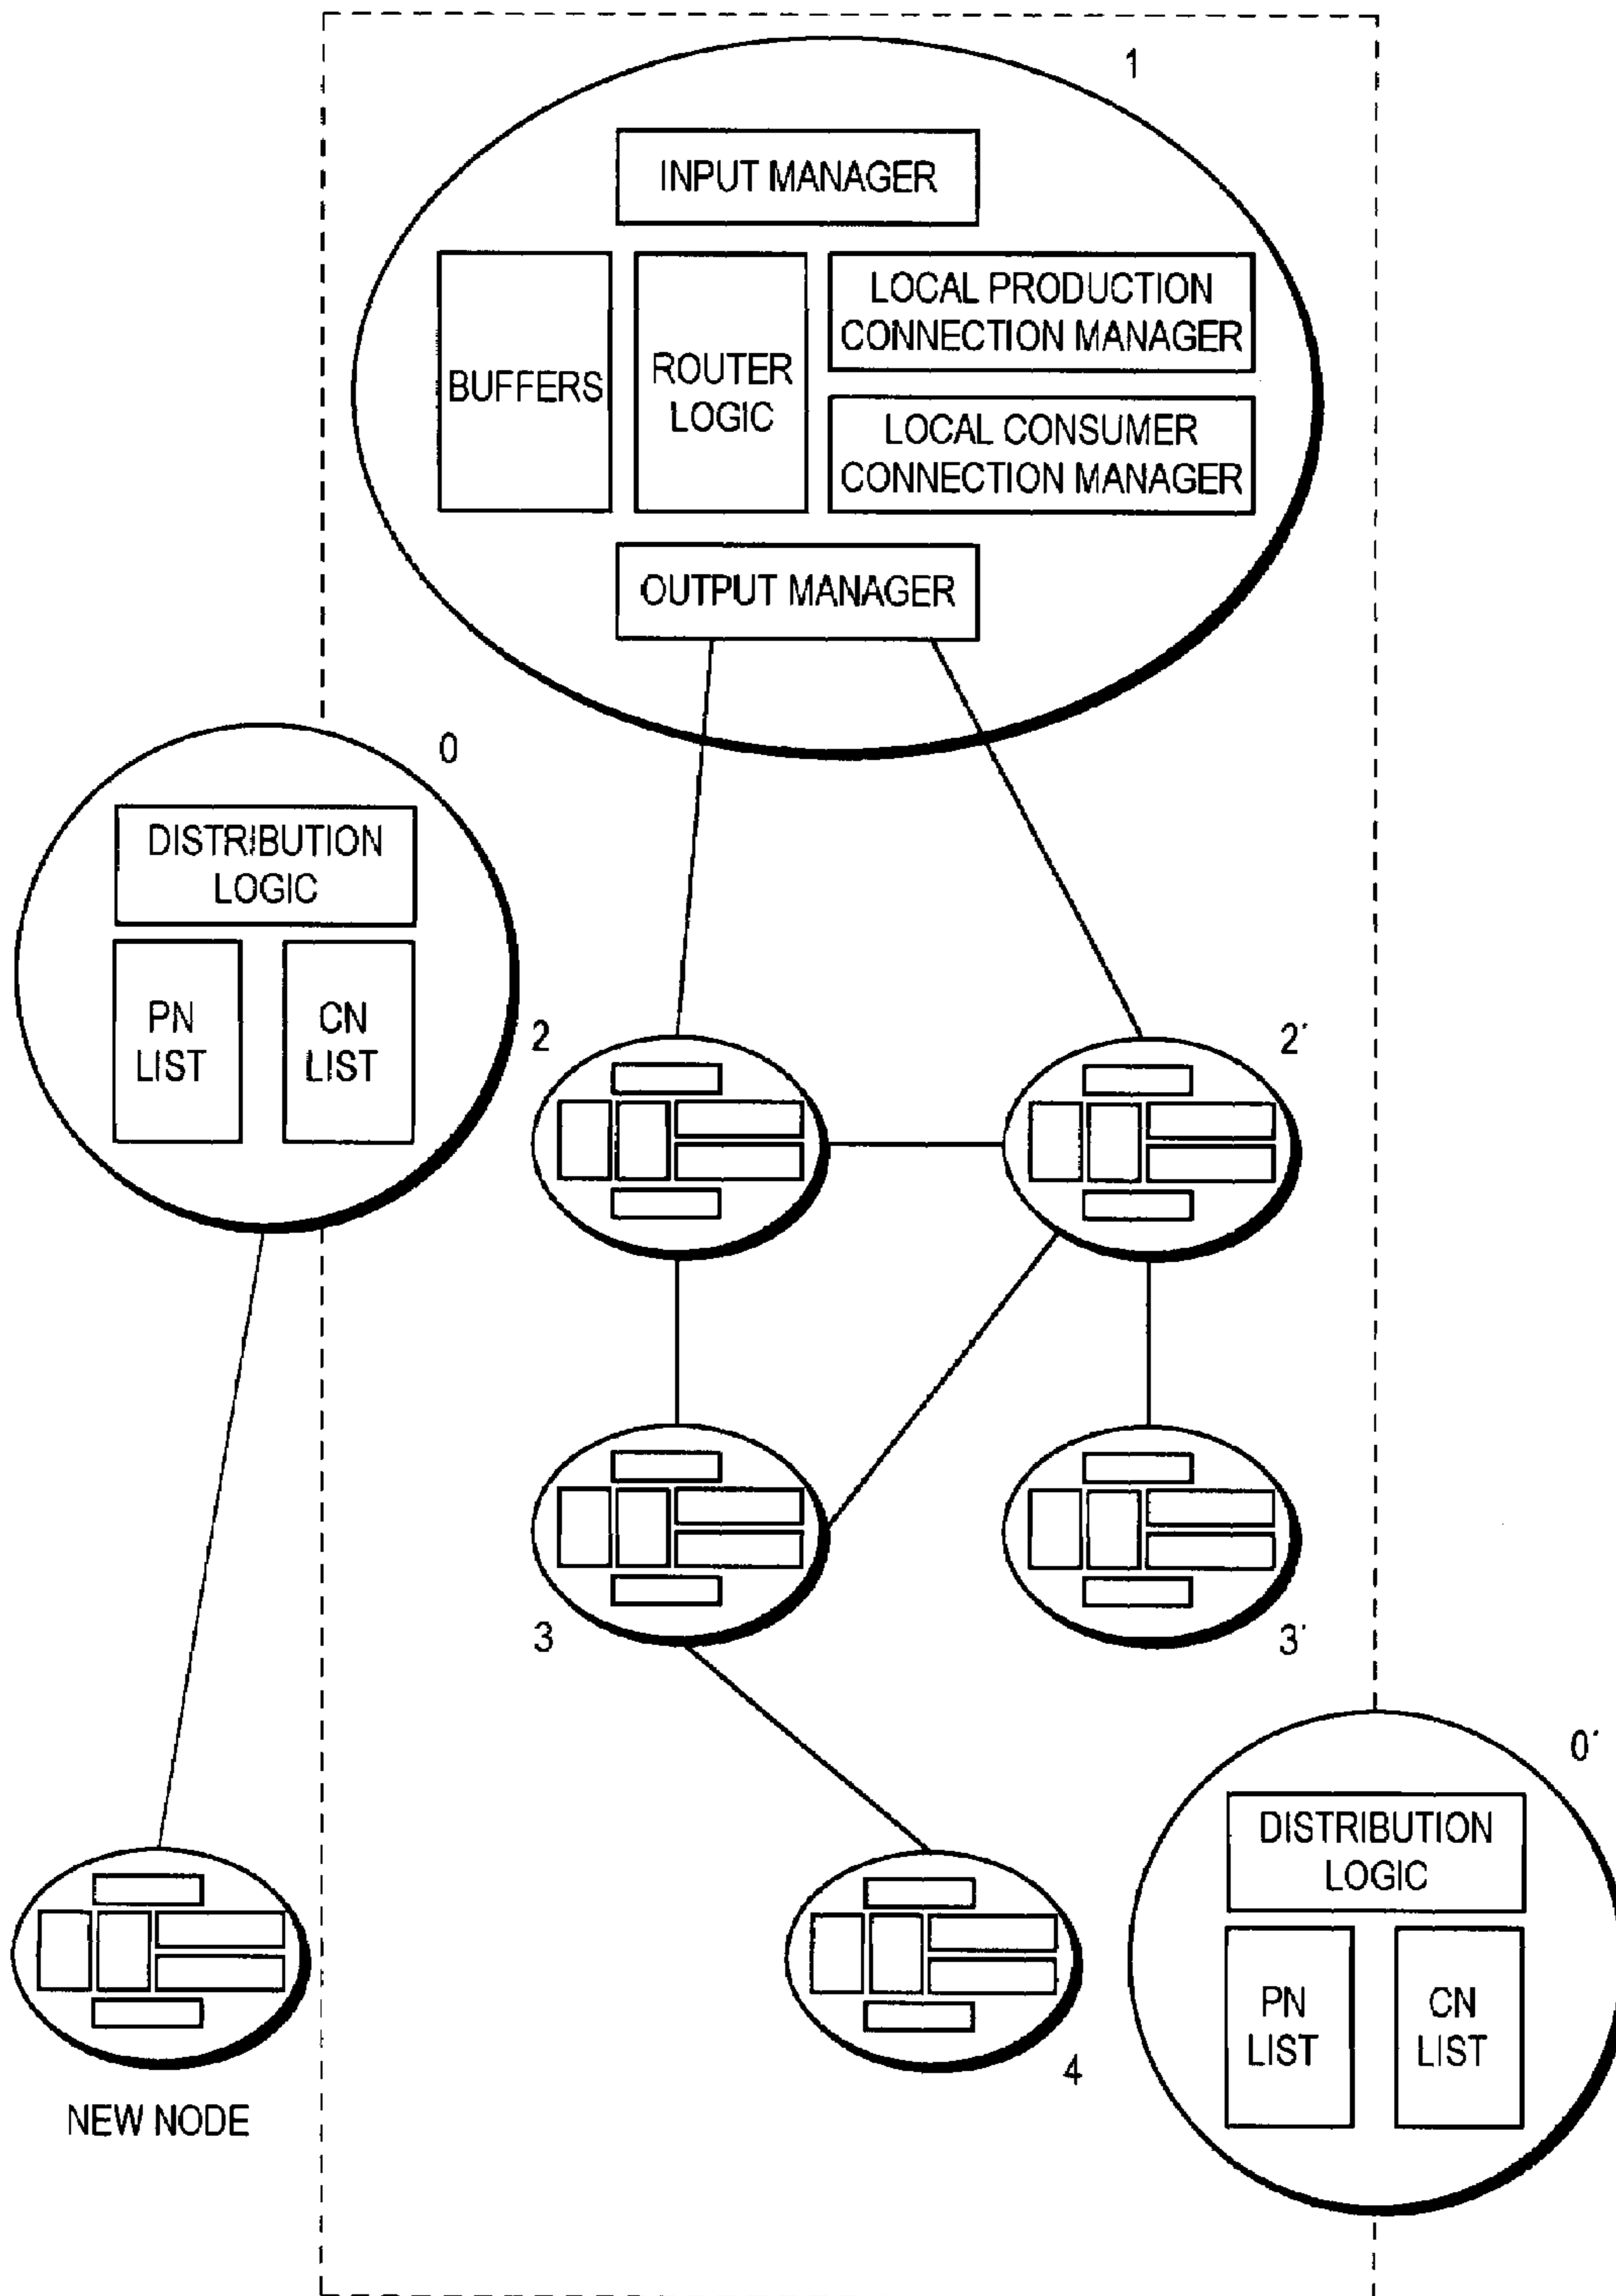 1
INPUT MANAGER
BUFFERS
ROUTER
LOGIC
LOCAL PRODUCTION
CONNECTION MANAGER
LOCAL CONSUMER
CONNECTION MANAGER
OUTPUT MANAGER
0
DISTRIBUTION
LOGIC
PN
LIST
CN
LIST
2
2'
3
3'
0'
DISTRIBUTION
LOGIC
PN
LIST
CN
LIST
4
NEW NODE